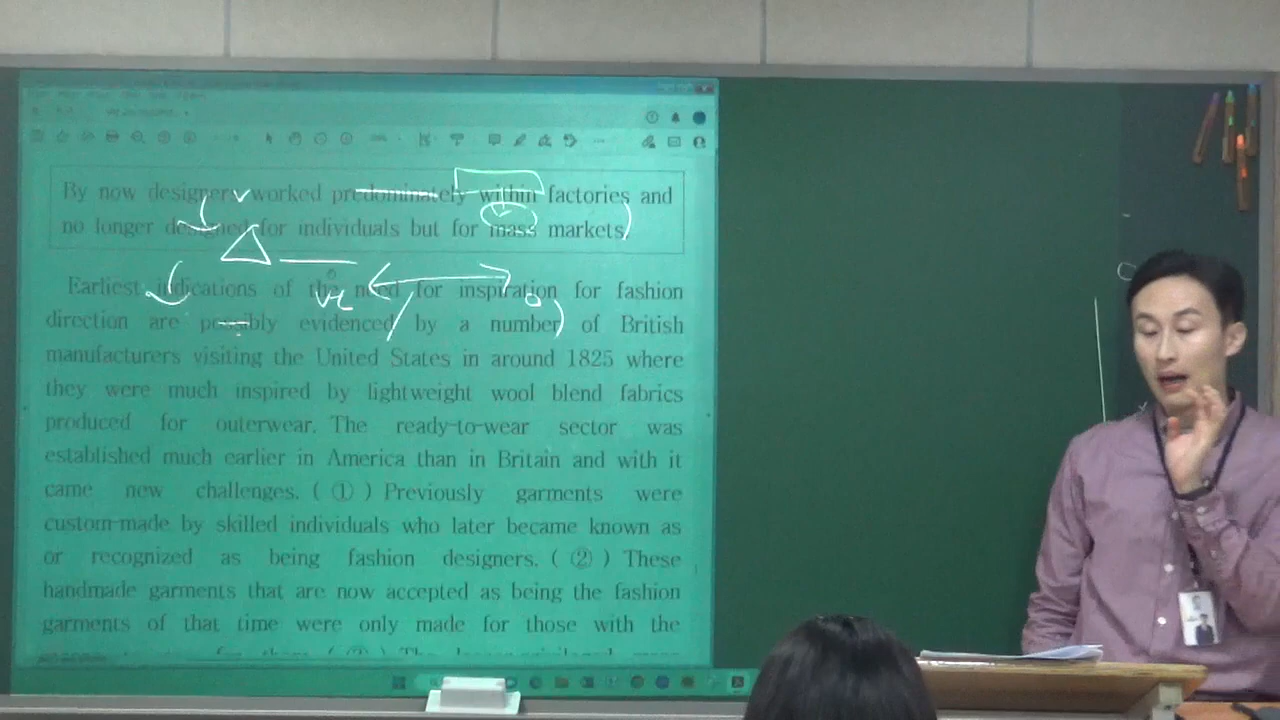 By now designers worked predominately within factories and
no longer designed for individuals but for mass markets
Earliest indications of the need for inspiration for fashion
direction are possibly evidenced by a number of British
manufacturers visiting the United States in around 1825 where
they were much inspired by lightweight wool blend fabrics
produced for outerwear. The ready-to-wear sector was
established much earlier in America than in Britain and with it
came new challenges. ( ① ) Previously garments were
custom-made by skilled individuals who later became known as
or recognized as being fashion designers. ( ② ) These
handmade garments that are now accepted as being the fashion
garments of that time were only made for those with the